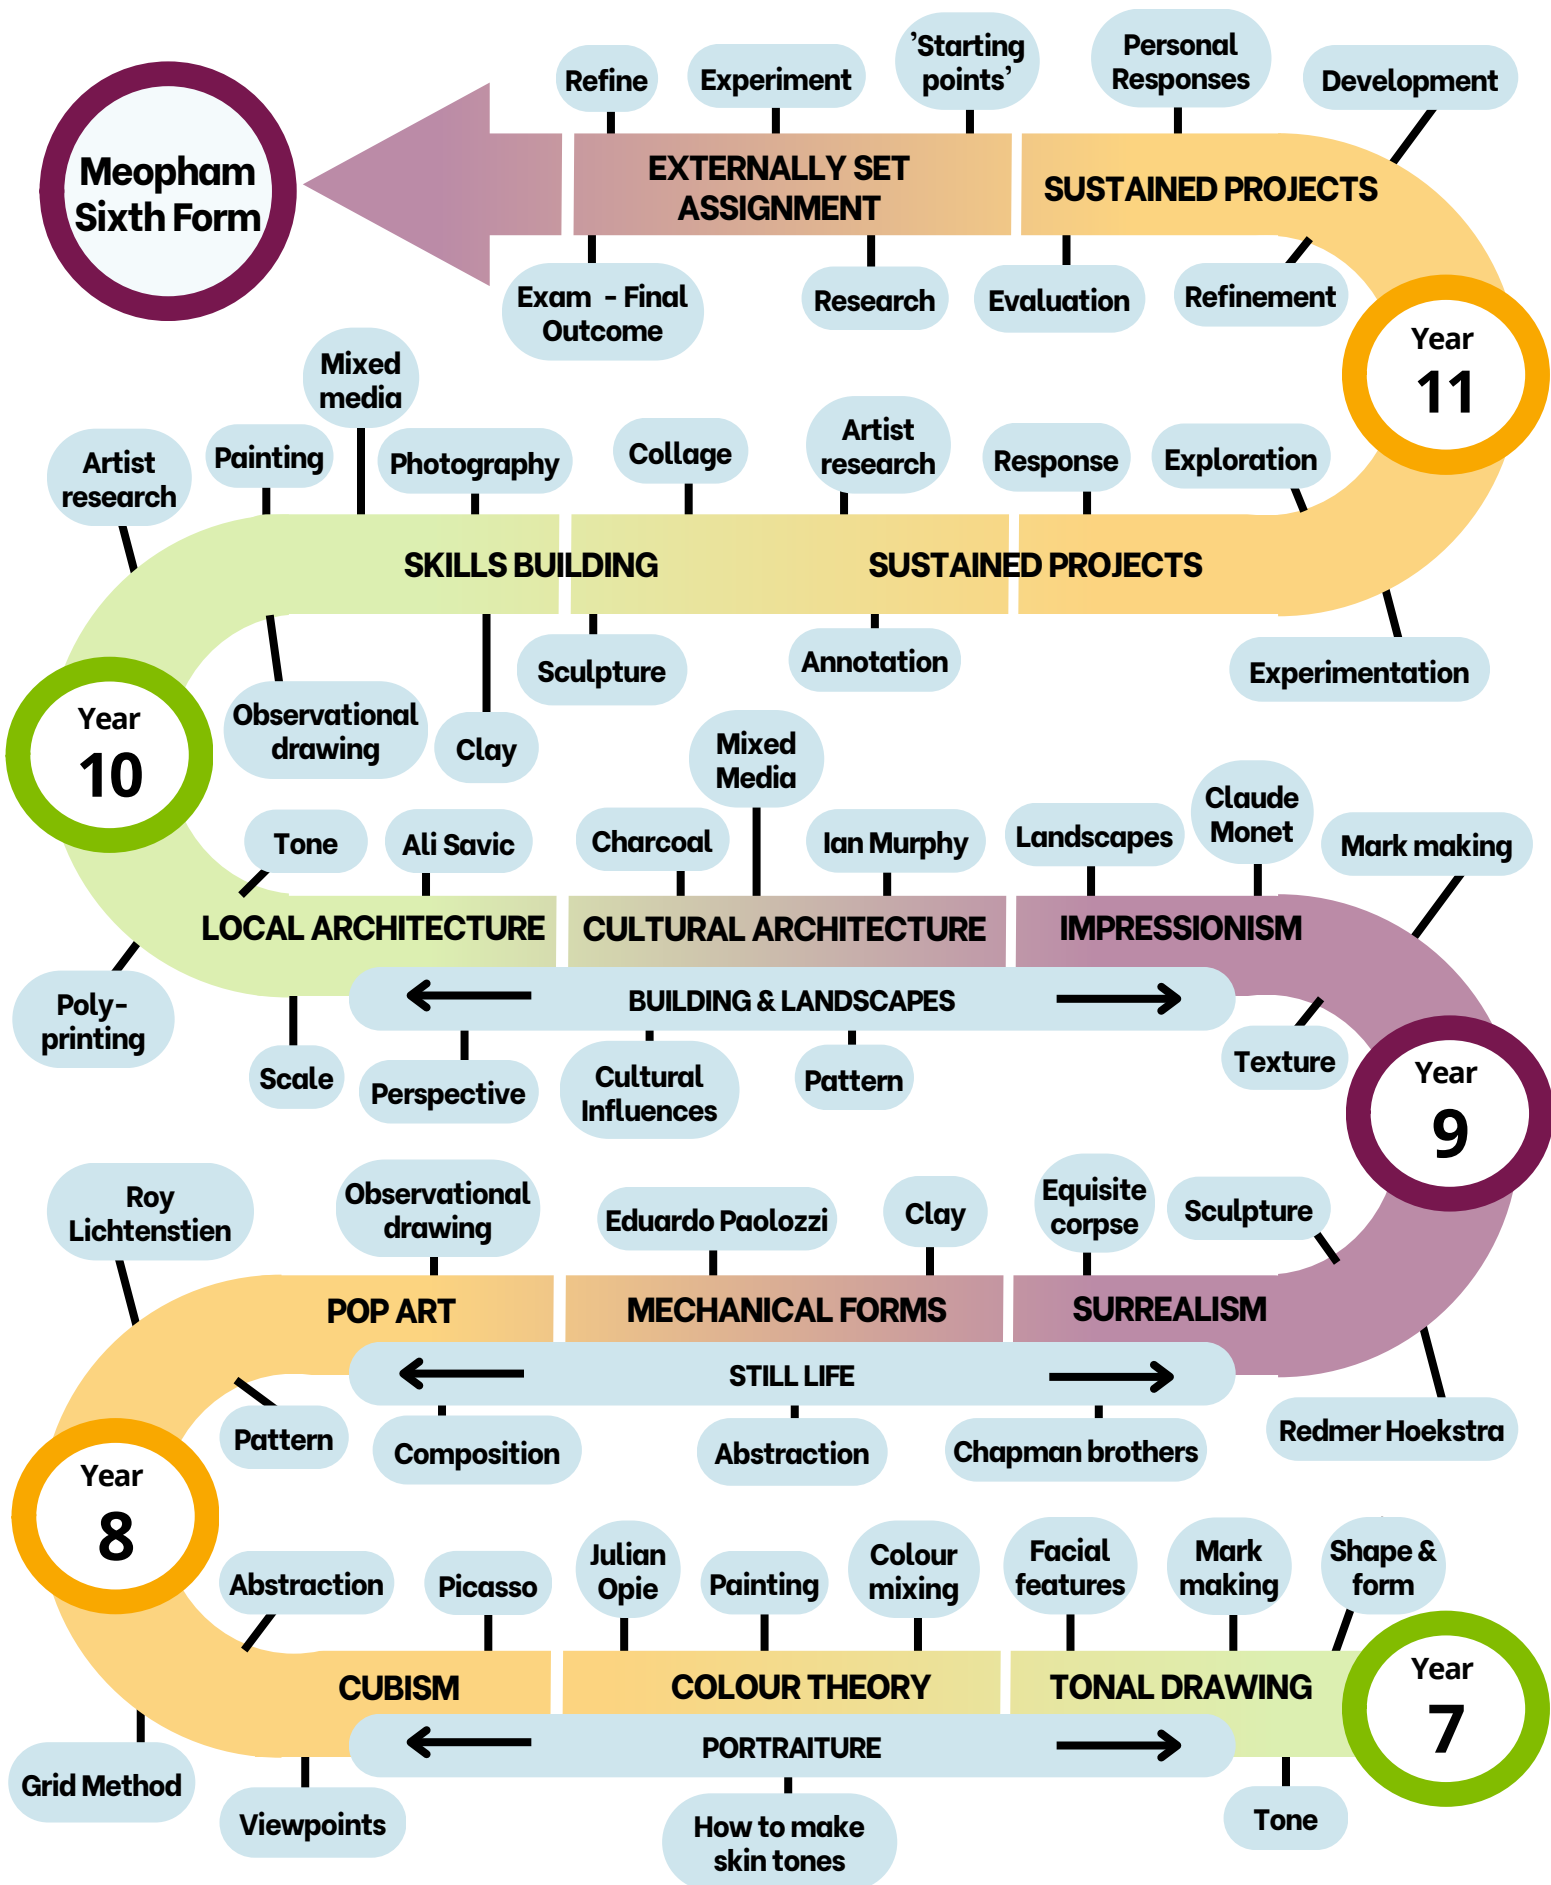 'Starting
points'
Personal
Responses
Refine
Experiment
Development
Meopham
Sixth Form
EXTERNALLY SET
ASSIGNMENT
SUSTAINED PROJECTS
Exam - Final
Outcome
Research
Evaluation
Refinement
Year
11
Mixed
media
Artist
research
Painting
Photography
Collage
Artist
research
Response
Exploration
SKILLS BUILDING
SUSTAINED PROJECTS
Sculpture
Annotation
Experimentation
Observational
drawing
Clay
Year
10
Mixed
Media
Claude
Monet
Tone
Ali Savic
Charcoal
Ian Murphy
Landscapes
Mark making
LOCAL ARCHITECTURE
CULTURAL ARCHITECTURE
IMPRESSIONISM
BUILDING & LANDSCAPES
Poly-
printing
Scale
Perspective
Cultural
Influences
Pattern
Texture
Year
9
Roy
Lichtenstien
Observational
drawing
Eduardo Paolozzi
Clay
Equisite
corpse
Sculpture
POP ART
MECHANICAL FORMS
SURREALISM
STILL LIFE
Pattern
Composition
Abstraction
Chapman brothers
Redmer Hoekstra
Year
8
Abstraction
Picasso
Julian
Opie
Painting
Colour
mixing
Facial
features
Mark
making
Shape &
form
CUBISM
COLOUR THEORY
TONAL DRAWING
Year
7
PORTRAITURE
Grid Method
Viewpoints
How to make
skin tones
Tone